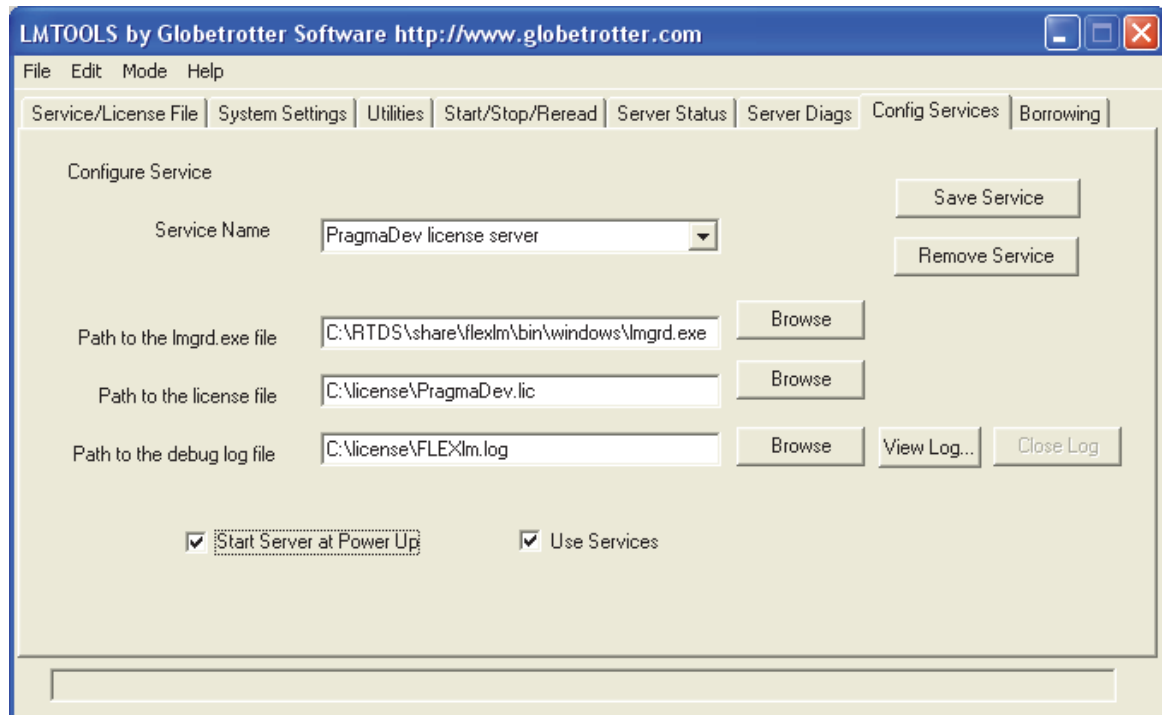 LMTOOLS by Globetrotter Software http://www.globetrotter.com
File Edit Mode Help
Service/License File System Settings Utilities Start/Stop/Reread Server Status Server Diags Config Services Borrowing
Configure Service
Save Service
Service Name PragmaDev license server
Remove Service
Path to the lmgrd.exe file C:\RTDS\share\flexlm\bin\windows\lmgrd.exe Browse
Path to the license file C:\license\PragmaDev.lic Browse
Path to the debug log file C:\license\FLEXlm.log Browse View Log... Close Log
Start Server at Power Up Use Services